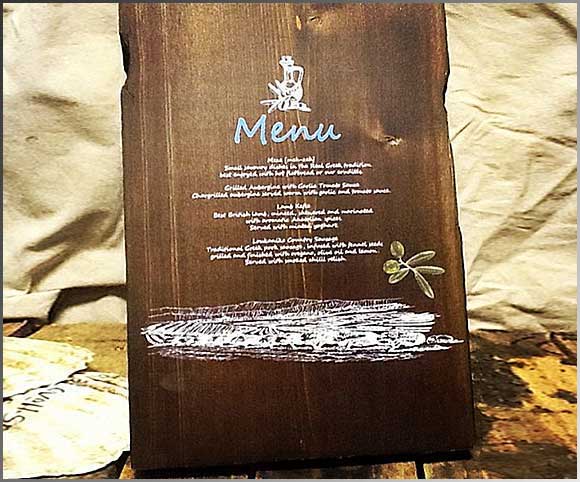 Menu
Meze (meh-zeh)
Small savoury dishes in the Real Greek tradition
best enjoyed with hot flatbread or our crudités
Grilled Aubergine with Garlic Tomato Sauce
Chargrilled aubergine served warm with garlic and tomato sauce
Lamb Kefte
Best British lamb, minced, skewered and marinated
with aromatic Anatolian spices
Served with minted yoghurt
Loukaniko Country Sausage
Traditional Greek pork sausage, infused with fennel seeds
grilled and finished with oregano, olive oil and lemon.
Served with smoked chilli relish